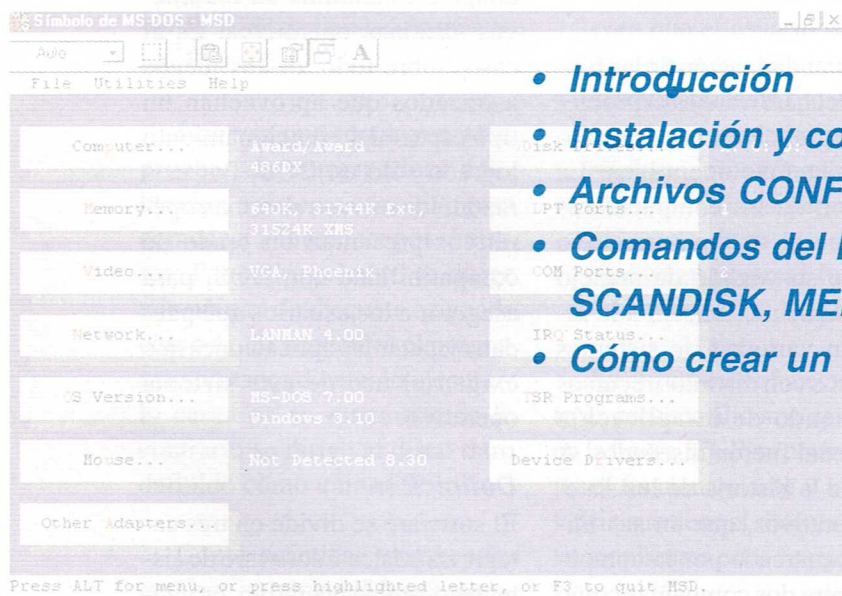 Símbolo de MS-DOS - MSD
Auto
A
File Utilities Help
Computer... Award/Award
486DX
Memory... 640K, 31744K Ext,
31524K XMS
Video... VGA, Phoenix
Network... LANMAN 4.00
OS Version... MS-DOS 7.00
Windows 3.10
Mouse... Not Detected 8.30
Other Adapters...
Disk Drives...
LPT Ports... 1
COM Ports... 2
IRQ Status...
TSR Programs...
Device Drivers...
Press ALT for menu, or press highlighted letter, or F3 to quit MSD.
• Introducción
• Instalación y co
• Archivos CONF
• Comandos del
SCANDISK, ME
• Cómo crear un